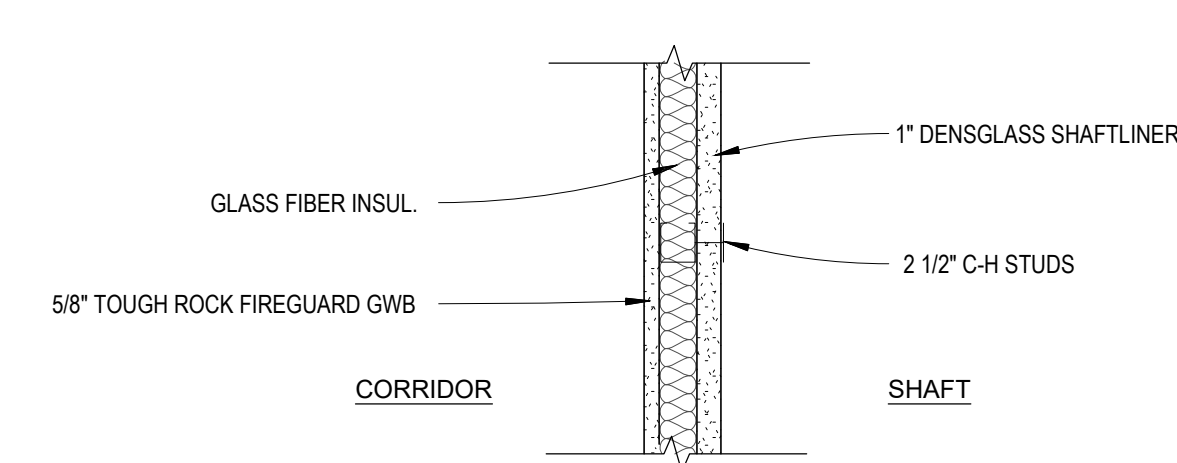 1" DENSGLASS SHAFTLINER
GLASS FIBER INSUL.
2 1/2" C-H STUDS
5/8" TOUGH ROCK FIREGUARD GWB
CORRIDOR
SHAFT